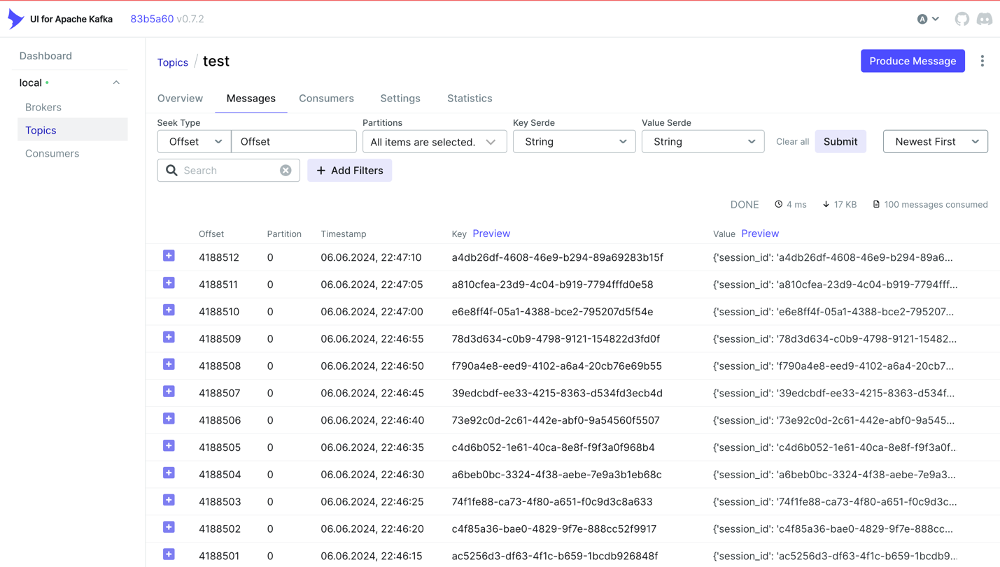 UI for Apache Kafka 83b5a60 v0.7.2 A
Dashboard
local
Brokers
Topics
Consumers
Topics / test
Produce Message
Overview Messages Consumers Settings Statistics
Seek Type Partitions Key Serde Value Serde
Offset Offset All items are selected. String String Clear all Submit Newest First
Search + Add Filters
DONE 4 ms 17 KB 100 messages consumed
Offset Partition Timestamp Key Preview Value Preview
4188512 0 06.06.2024, 22:47:10 a4db26df-4608-46e9-b294-89a69283b15f {'session_id': 'a4db26df-4608-46e9-b294-89a6...
4188511 0 06.06.2024, 22:47:05 a810cfea-23d9-4c04-b919-7794fffd0e58 {'session_id': 'a810cfea-23d9-4c04-b919-7794fff...
4188510 0 06.06.2024, 22:47:00 e6e8ff4f-05a1-4388-bce2-795207d5f54e {'session_id': 'e6e8ff4f-05a1-4388-bce2-795207...
4188509 0 06.06.2024, 22:46:55 78d3d634-c0b9-4798-9121-154822d3fd0f {'session_id': '78d3d634-c0b9-4798-9121-15482...
4188508 0 06.06.2024, 22:46:50 f790a4e8-eed9-4102-a6a4-20cb76e69b55 {'session_id': 'f790a4e8-eed9-4102-a6a4-20cb7...
4188507 0 06.06.2024, 22:46:45 39edcbdf-ee33-4215-8363-d534fd3ecb4d {'session_id': '39edcbdf-ee33-4215-8363-d534f...
4188506 0 06.06.2024, 22:46:40 73e92c0d-2c61-442e-abf0-9a54560f5507 {'session_id': '73e92c0d-2c61-442e-abf0-9a545...
4188505 0 06.06.2024, 22:46:35 c4d6b052-1e61-40ca-8e8f-f9f3a0f968b4 {'session_id': 'c4d6b052-1e61-40ca-8e8f-f9f3a0f...
4188504 0 06.06.2024, 22:46:30 a6beb0bc-3324-4f38-aebe-7e9a3b1eb68c {'session_id': 'a6beb0bc-3324-4f38-aebe-7e9a3...
4188503 0 06.06.2024, 22:46:25 74f1fe88-ca73-4f80-a651-f0c9d3c8a633 {'session_id': '74f1fe88-ca73-4f80-a651-f0c9d3c...
4188502 0 06.06.2024, 22:46:20 c4f85a36-bae0-4829-9f7e-888cc52f9917 {'session_id': 'c4f85a36-bae0-4829-9f7e-888cc...
4188501 0 06.06.2024, 22:46:15 ac5256d3-df63-4f1c-b659-1bcdb926848f {'session_id': 'ac5256d3-df63-4f1c-b659-1bcdb9...